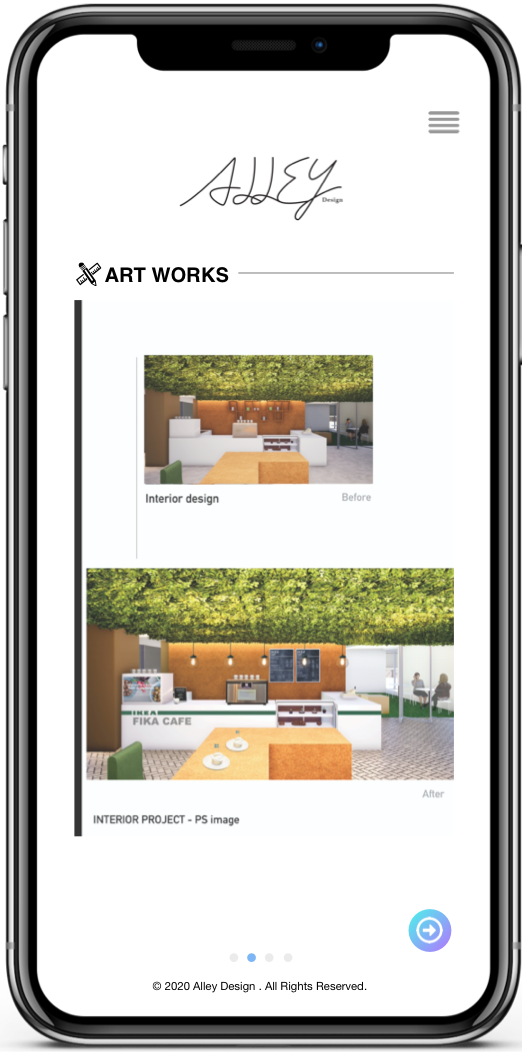 ALLEY
Design
ART WORKS
Interior design
Before
IKEA
FIKA CAFE
After
INTERIOR PROJECT - PS image
© 2020 Alley Design . All Rights Reserved.